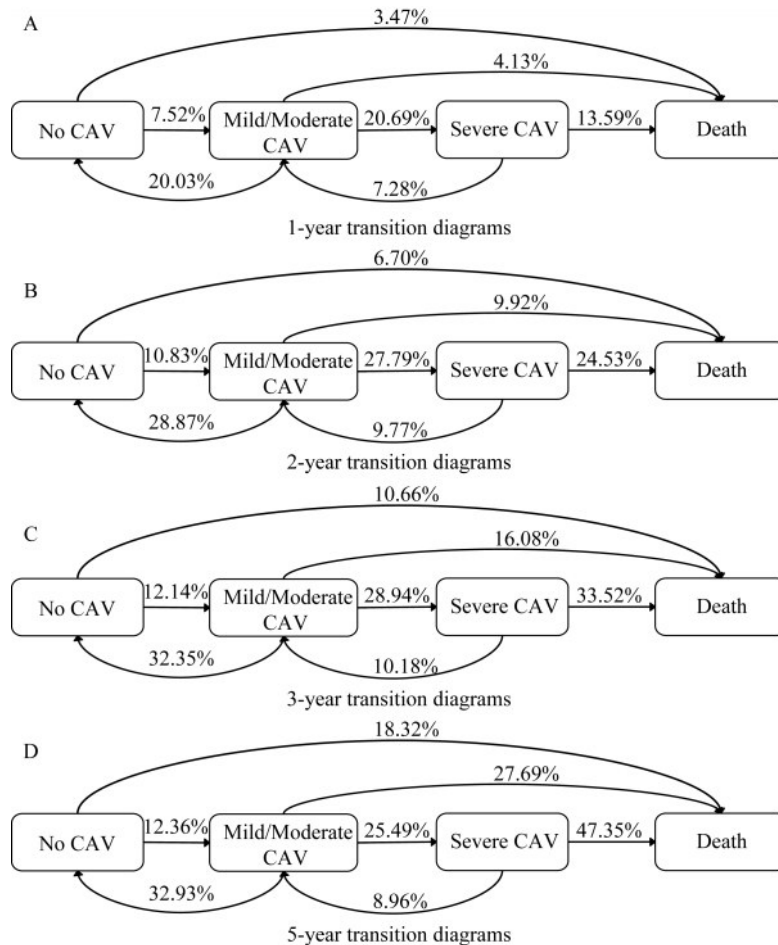 A
3.47%
4.13%
No CAV
7.52%
Mild/Moderate
CAV
20.69%
Severe CAV
13.59%
Death
20.03%
7.28%
1-year transition diagrams
B
6.70%
9.92%
No CAV
10.83%
Mild/Moderate
CAV
27.79%
Severe CAV
24.53%
Death
28.87%
9.77%
2-year transition diagrams
C
10.66%
16.08%
No CAV
12.14%
Mild/Moderate
CAV
28.94%
Severe CAV
33.52%
Death
32.35%
10.18%
3-year transition diagrams
D
18.32%
27.69%
No CAV
12.36%
Mild/Moderate
CAV
25.49%
Severe CAV
47.35%
Death
32.93%
8.96%
5-year transition diagrams